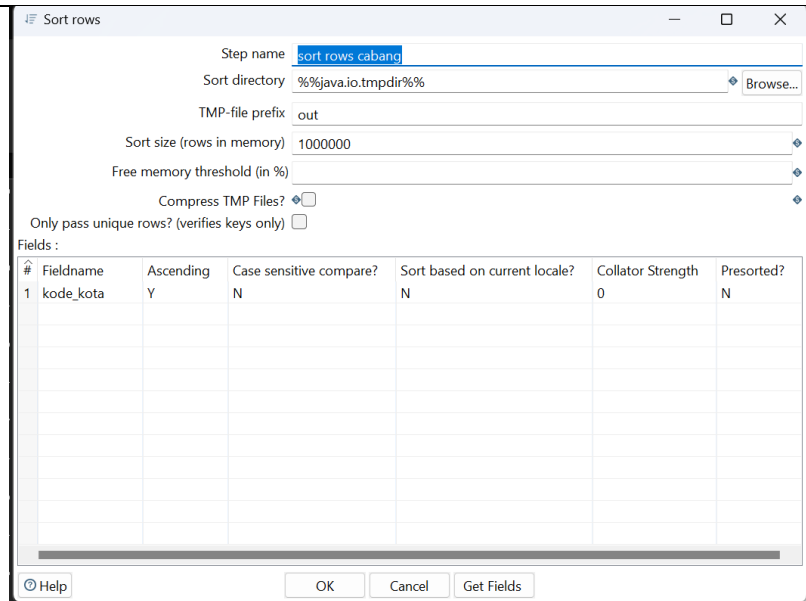 Sort rows
Step name sort rows cabang
Sort directory %%java.io.tmpdir%% Browse...
TMP-file prefix out
Sort size (rows in memory) 1000000
Free memory threshold (in %)
Compress TMP Files?
Only pass unique rows? (verifies keys only)
Fields :
# Fieldname Ascending Case sensitive compare? Sort based on current locale? Collator Strength Presorted?
1 kode_kota Y N N 0 N
Help OK Cancel Get Fields